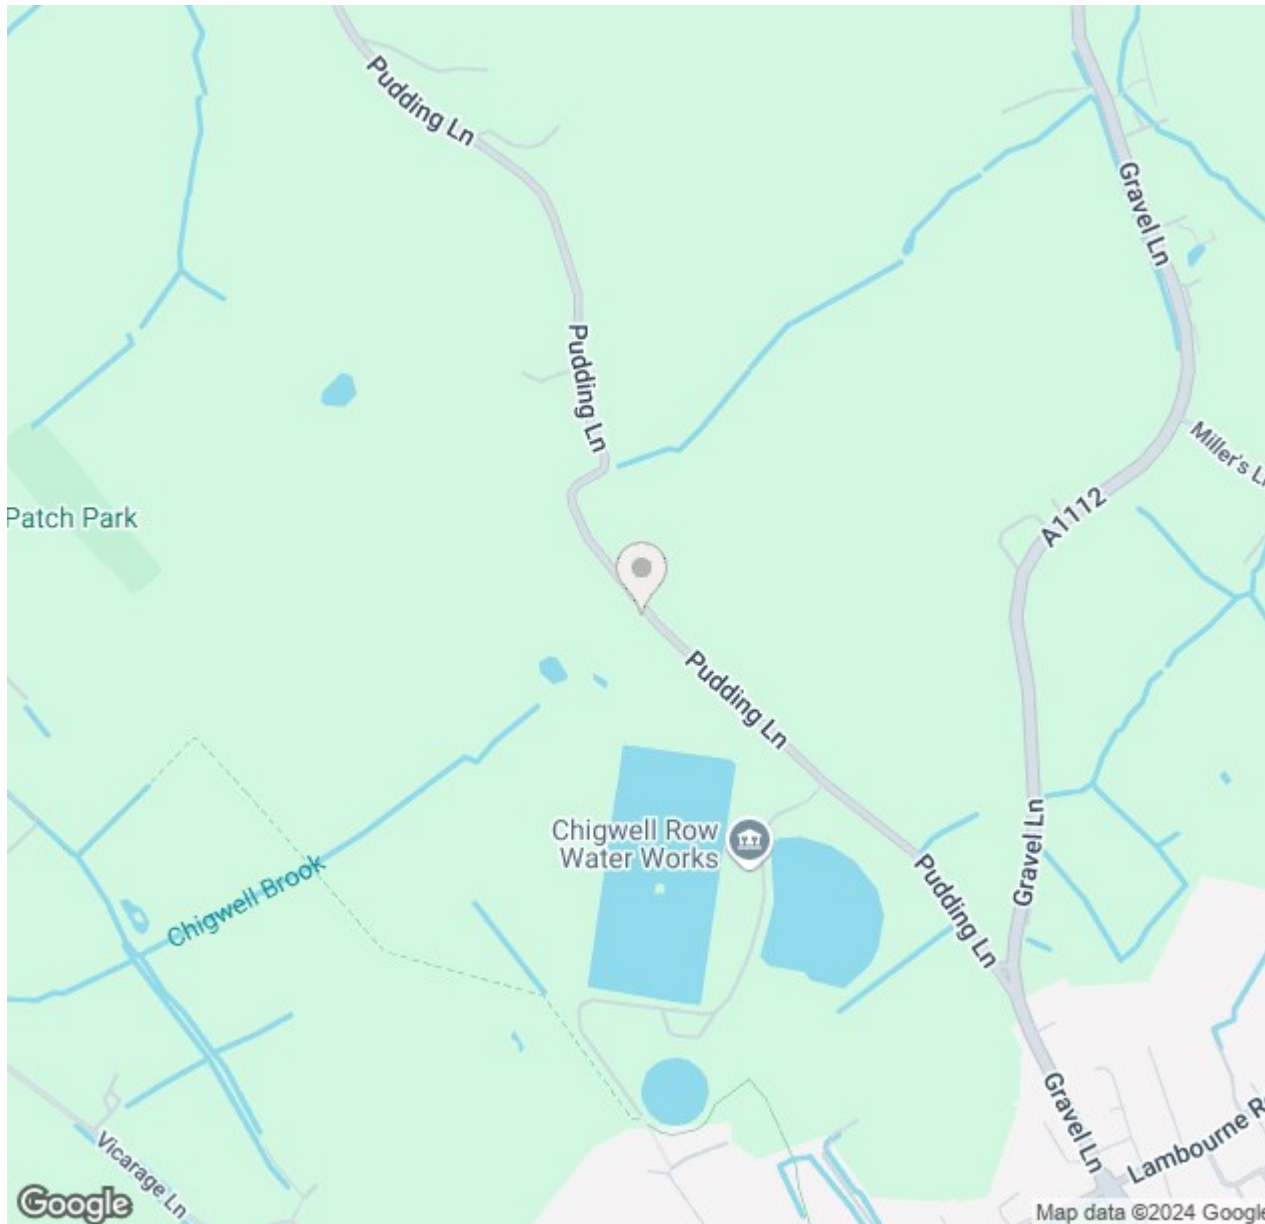 Pudding Ln
Gravel Ln
Pudding Ln
Miller's Ln
A1112
Patch Park
Pudding Ln
Chigwell Row
Water Works
Gravel Ln
Chigwell Brook
Pudding Ln
Gravel Ln
Lambourne R
Vicarage Ln
Google
Map data ©2024 Google